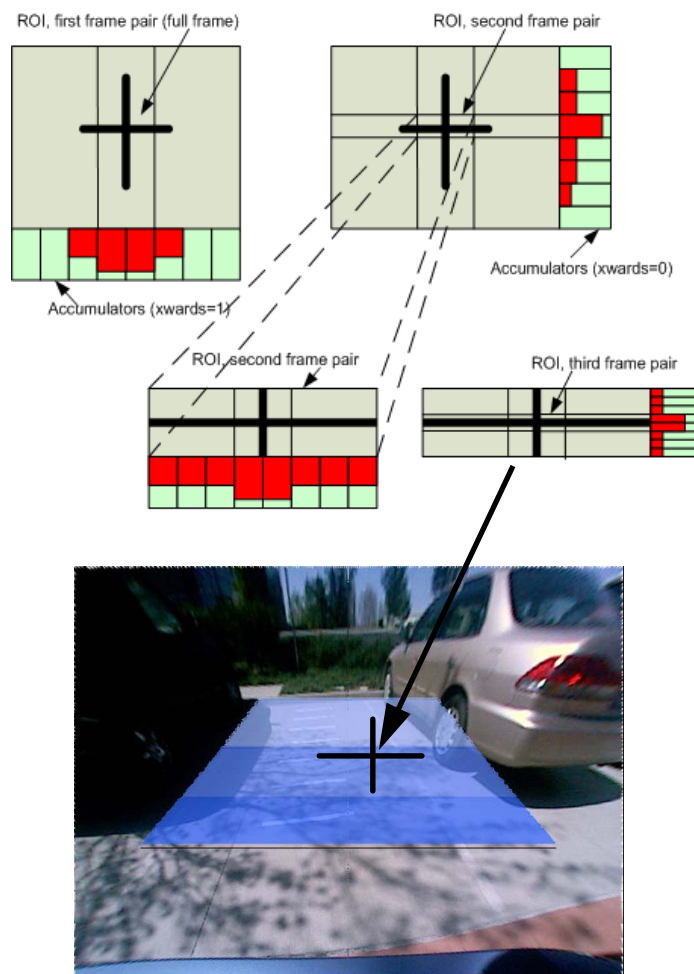 ROI, first frame pair (full frame)
ROI, second frame pair
Accumulators (xwards=0)
Accumulators (xwards=1)
ROI, second frame pair
ROI, third frame pair